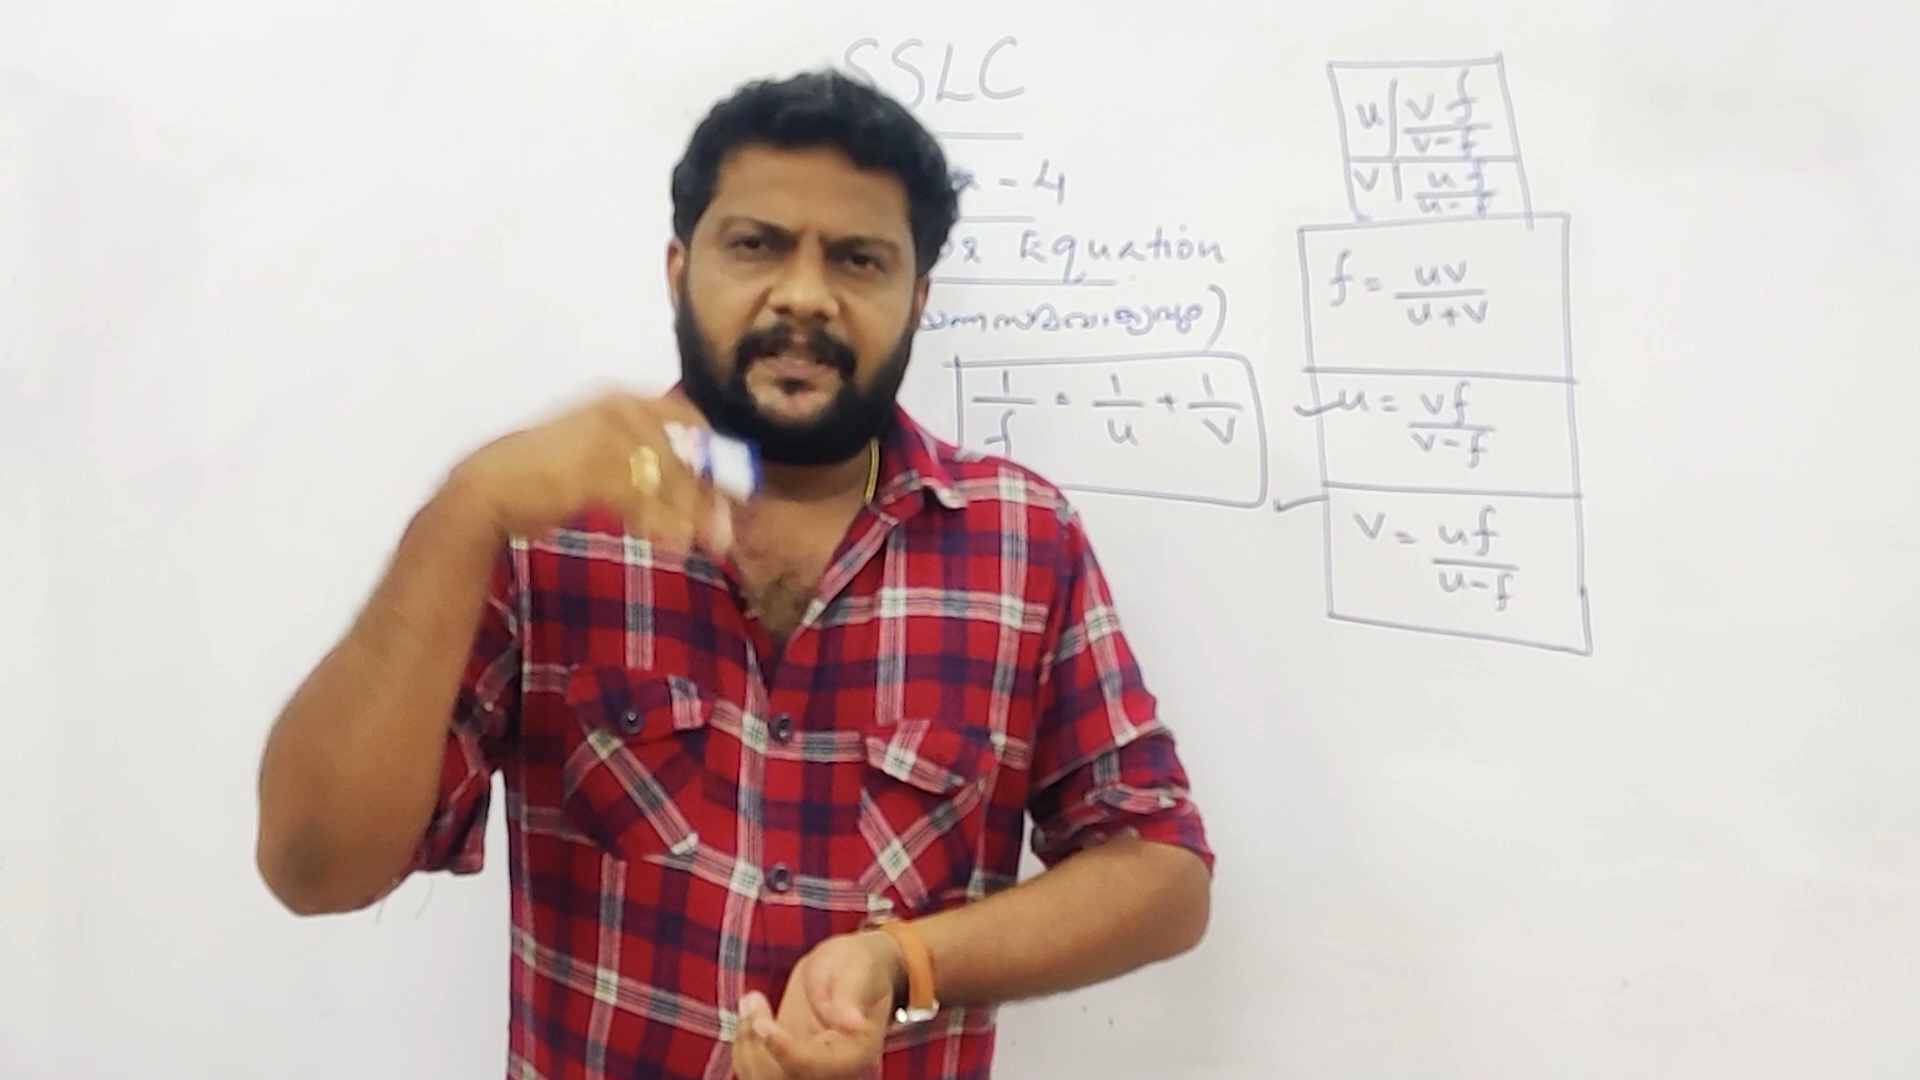 SSLC
- 4
Equation
1/f = 1/u + 1/v
u | vf/v-f
v | uf/u-f
f = uv/u+v
u = vf/v-f
v = uf/u-f